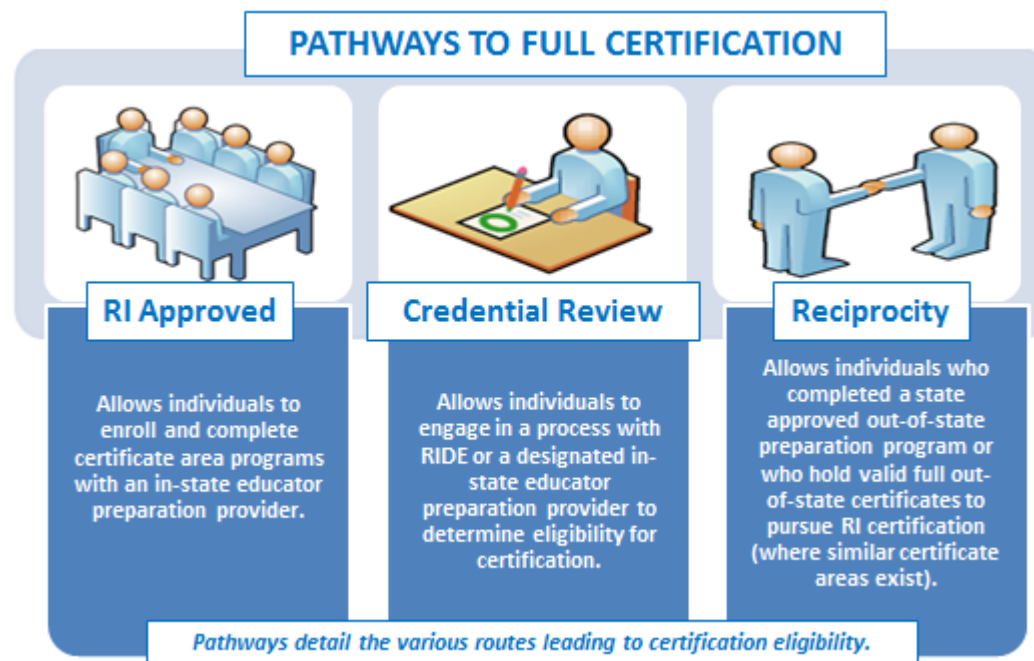 PATHWAYS TO FULL CERTIFICATION
RI Approved
Allows individuals to
enroll and complete
certificate area programs
with an in-state educator
preparation provider.
Credential Review
Allows individuals to
engage in a process with
RIDE or a designated in-
state educator
preparation provider to
determine eligibility for
certification.
Reciprocity
Allows individuals who
completed a state
approved out-of-state
preparation program or
who hold valid full out-
of-state certificates to
pursue RI certification
(where similar certificate
areas exist).
Pathways detail the various routes leading to certification eligibility.